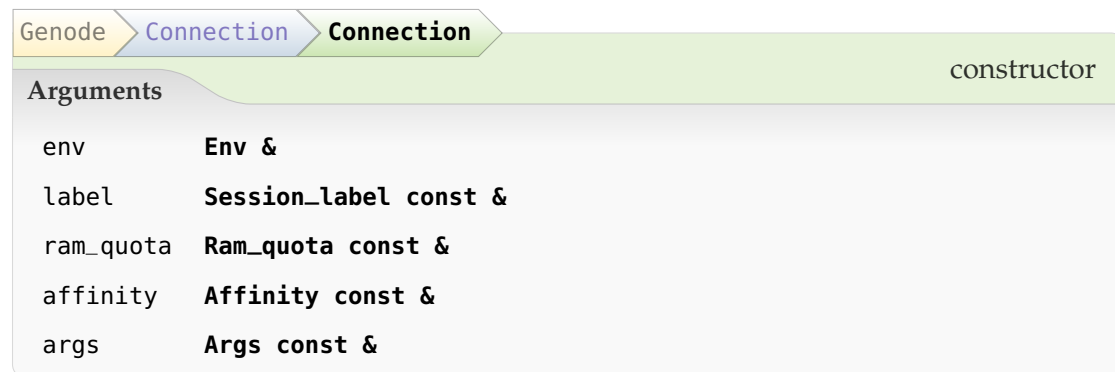 Genode Connection Connection
constructor
Arguments
env Env &
label Session_label const &
ram_quota Ram_quota const &
affinity Affinity const &
args Args const &